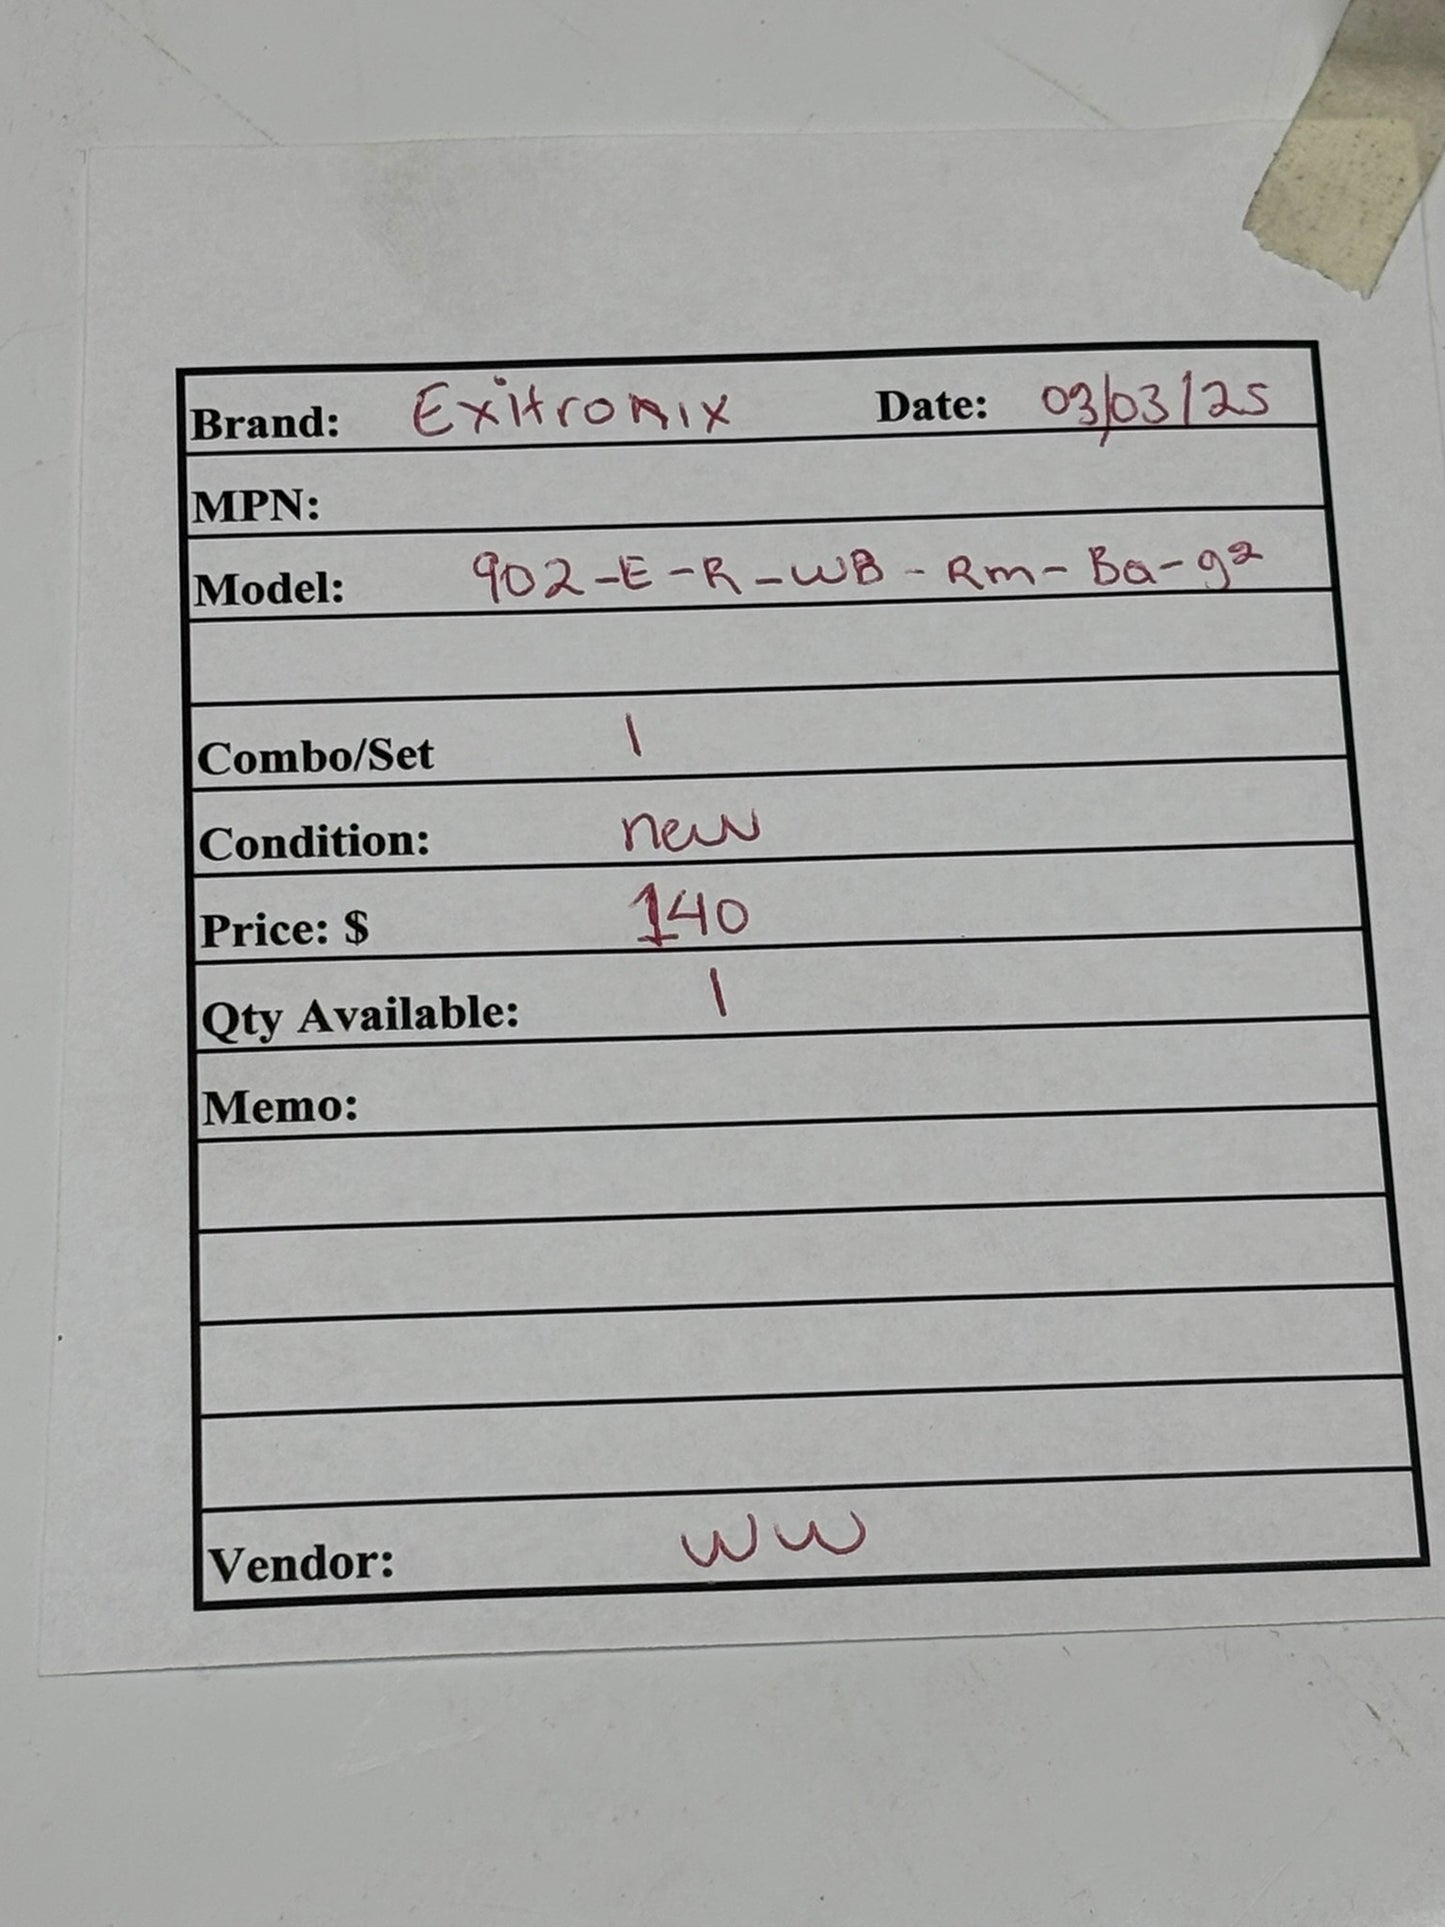 Brand: Exitronix Date: 03/03/25
MPN:
Model: 902-E-R-WB-Rm-Ba-g2
Combo/Set 1
Condition: new
Price: $ 140
Qty Available: 1
Memo:
Vendor: WW